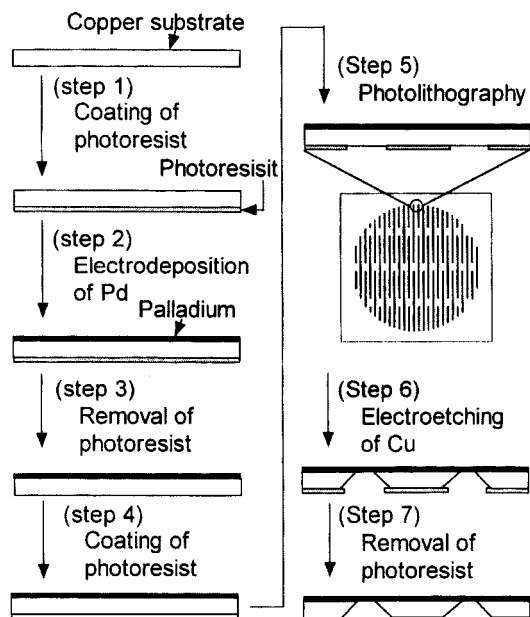 Copper substrate
(step 1)
Coating of
photoresist
Photoresisit
(step 2)
Electrodeposition
of Pd
Palladium
(step 3)
Removal of
photoresist
(step 4)
Coating of
photoresist
(Step 5)
Photolithography
(Step 6)
Electroetching
of Cu
(Step 7)
Removal of
photoresist